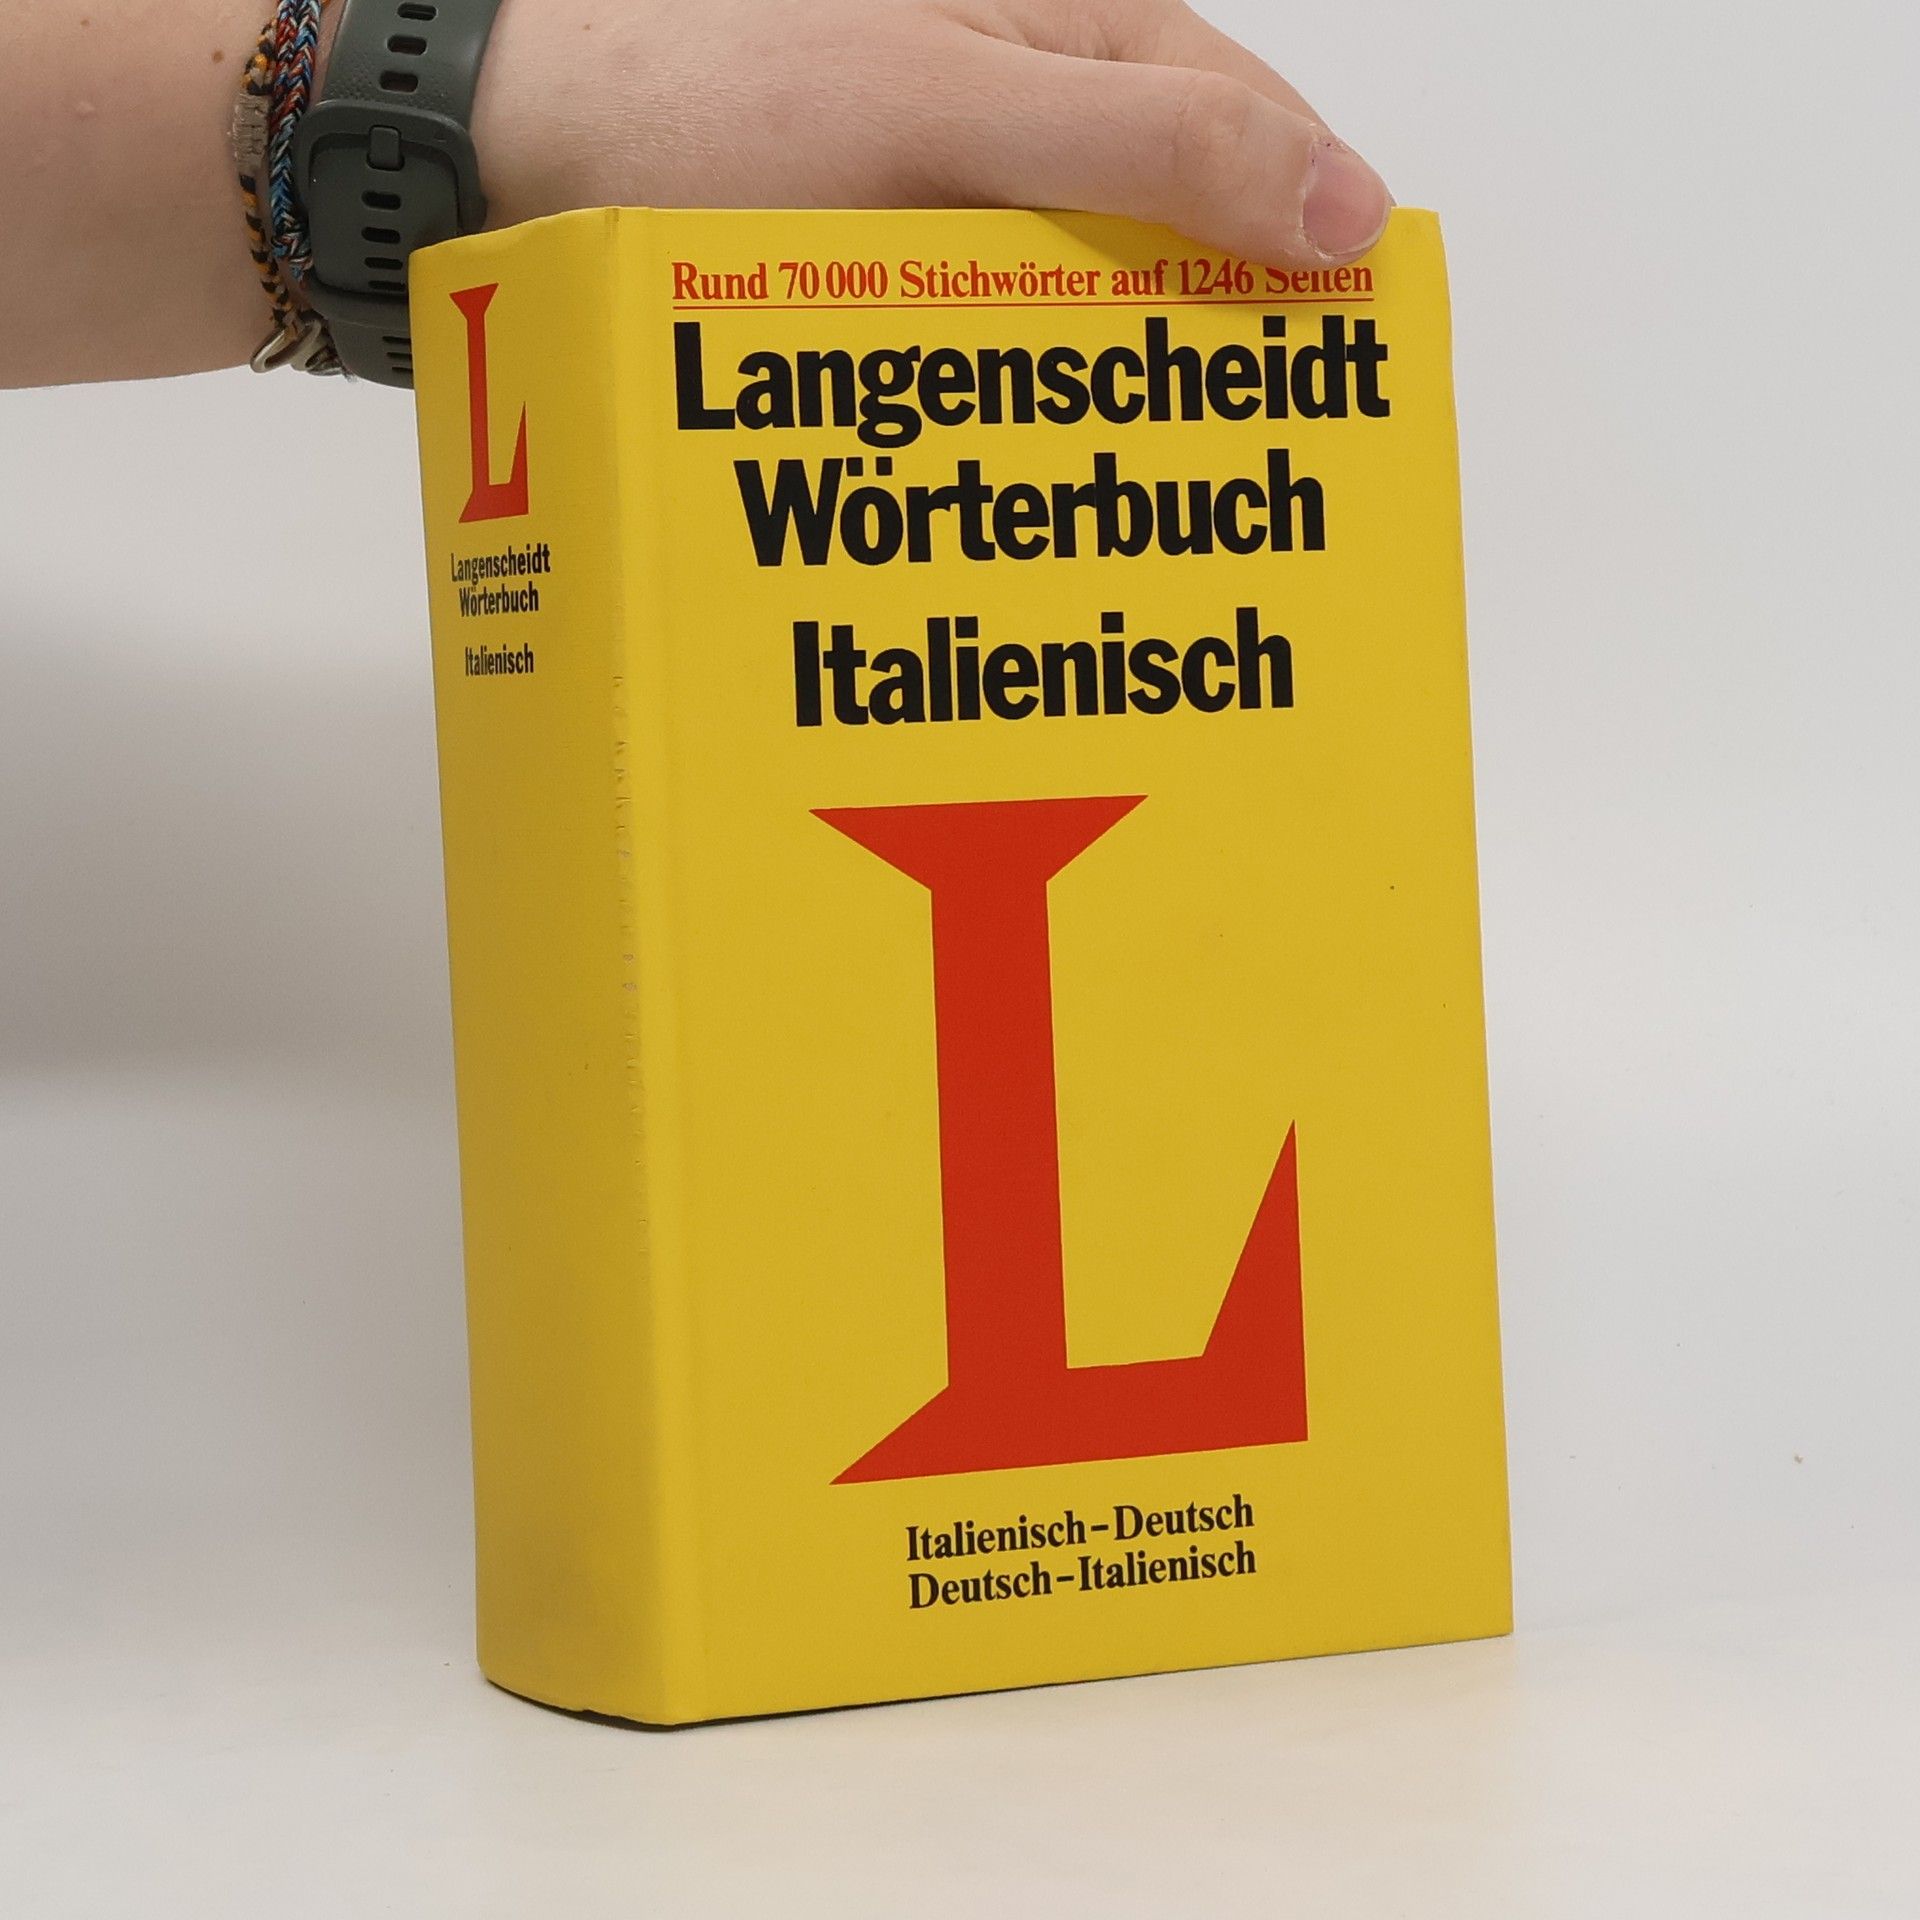 L
Langenscheidt
Wörterbuch
Italienisch
Rund 70 000 Stichwörter auf 1246 Seiten
Langenscheidt
Wörterbuch
Italienisch
L
Italienisch–Deutsch
Deutsch–Italienisch